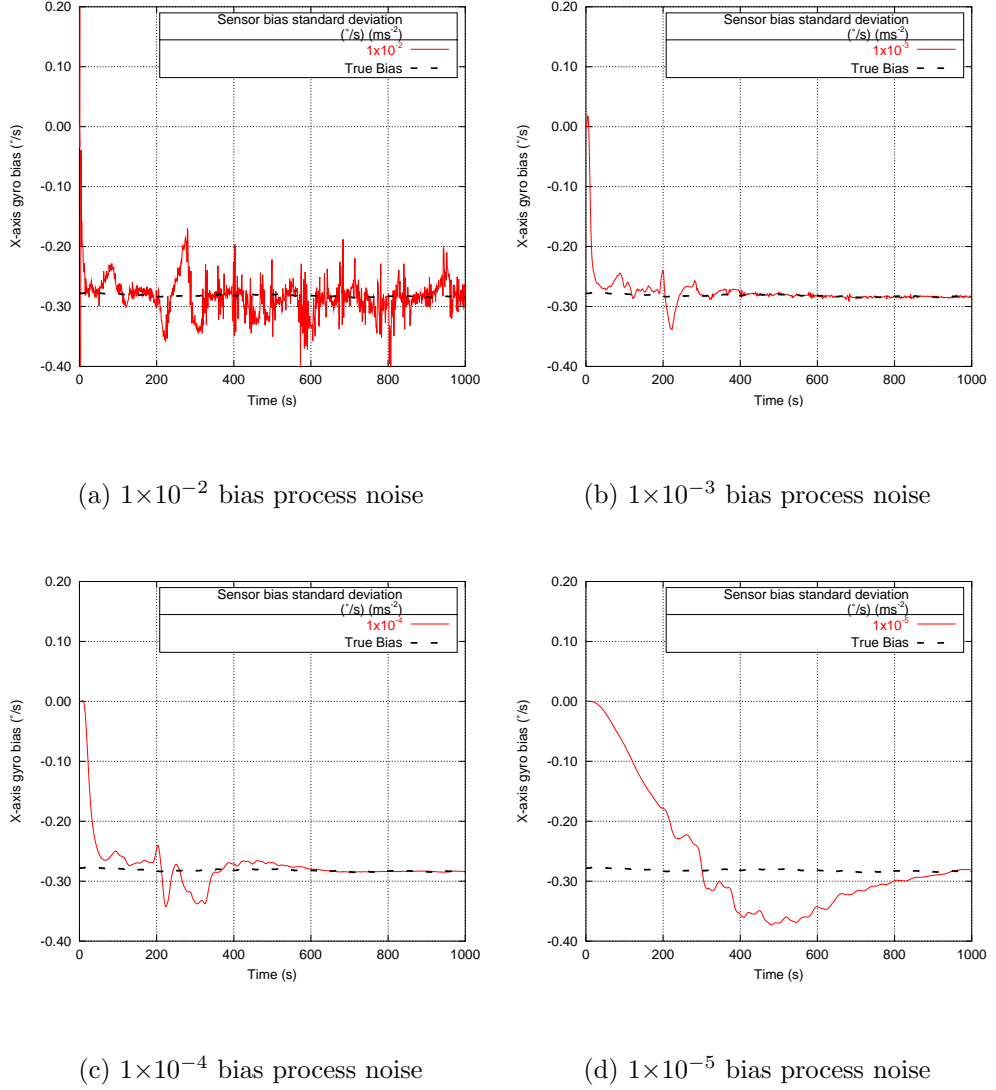 Sensor bias standard deviation
(°/s) (ms⁻²)
1x10⁻²
True Bias
0.20
0.10
0.00
-0.10
-0.20
-0.30
-0.40
X-axis gyro bias (°/s)
0 200 400 600 800 1000
Time (s)
(a) 1×10⁻² bias process noise
Sensor bias standard deviation
(°/s) (ms⁻²)
1x10⁻³
True Bias
0.20
0.10
0.00
-0.10
-0.20
-0.30
-0.40
X-axis gyro bias (°/s)
0 200 400 600 800 1000
Time (s)
(b) 1×10⁻³ bias process noise
Sensor bias standard deviation
(°/s) (ms⁻²)
1x10⁻⁴
True Bias
0.20
0.10
0.00
-0.10
-0.20
-0.30
-0.40
X-axis gyro bias (°/s)
0 200 400 600 800 1000
Time (s)
(c) 1×10⁻⁴ bias process noise
Sensor bias standard deviation
(°/s) (ms⁻²)
1x10⁻⁵
True Bias
0.20
0.10
0.00
-0.10
-0.20
-0.30
-0.40
X-axis gyro bias (°/s)
0 200 400 600 800 1000
Time (s)
(d) 1×10⁻⁵ bias process noise